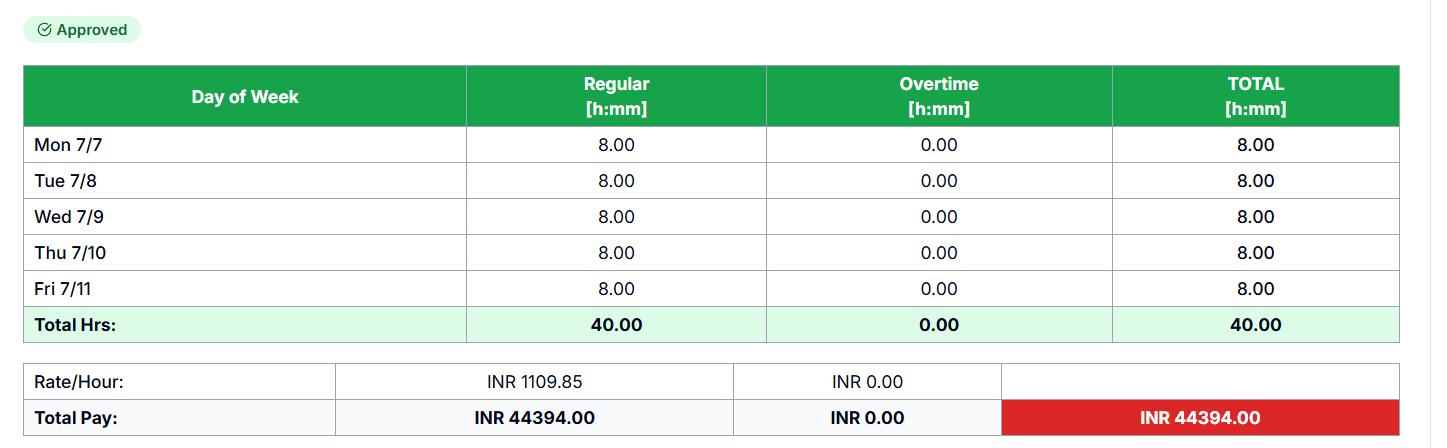 Approved
Day of Week Regular [h:mm] Overtime [h:mm] TOTAL [h:mm]
Mon 7/7 8.00 0.00 8.00
Tue 7/8 8.00 0.00 8.00
Wed 7/9 8.00 0.00 8.00
Thu 7/10 8.00 0.00 8.00
Fri 7/11 8.00 0.00 8.00
Total Hrs: 40.00 0.00 40.00
Rate/Hour: INR 1109.85 INR 0.00
Total Pay: INR 44394.00 INR 0.00 INR 44394.00